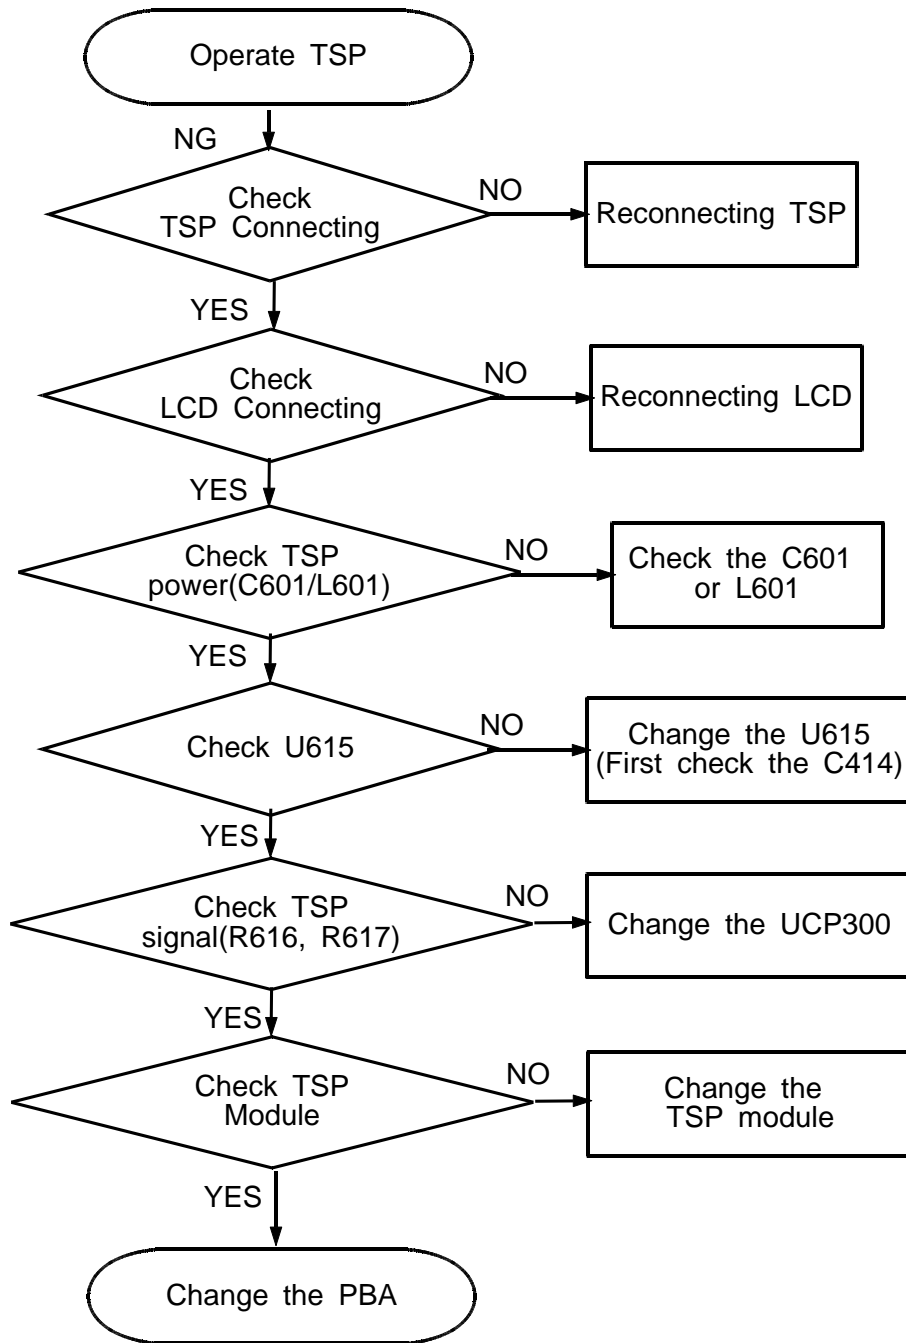 Operate TSP
NG
Check
TSP Connecting
NO
Reconnecting TSP
YES
Check
LCD Connecting
NO
Reconnecting LCD
YES
Check TSP
power(C601/L601)
NO
Check the C601
or L601
YES
Check U615
NO
Change the U615
(First check the C414)
YES
Check TSP
signal(R616, R617)
NO
Change the UCP300
YES
Check TSP
Module
NO
Change the
TSP module
YES
Change the PBA